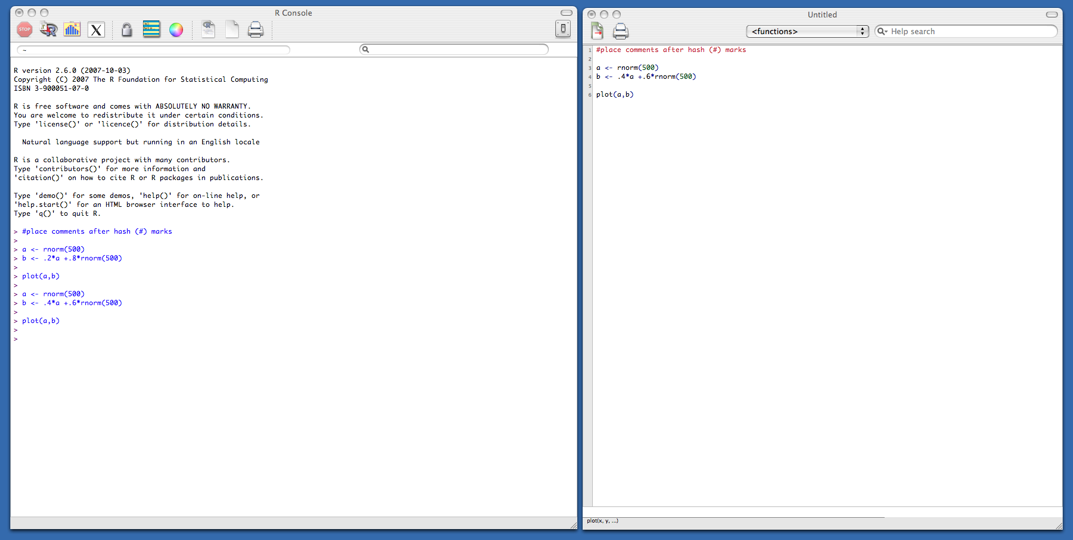 R Console
STOP
R
X
~
R version 2.6.0 (2007-10-03)
Copyright (C) 2007 The R Foundation for Statistical Computing
ISBN 3-900051-07-0
R is free software and comes with ABSOLUTELY NO WARRANTY.
You are welcome to redistribute it under certain conditions.
Type 'license()' or 'licence()' for distribution details.
Natural language support but running in an English locale
R is a collaborative project with many contributors.
Type 'contributors()' for more information and
'citation()' on how to cite R or R packages in publications.
Type 'demo()' for some demos, 'help()' for on-line help, or
'help.start()' for an HTML browser interface to help.
Type 'q()' to quit R.
> #place comments after hash (#) marks
>
> a <- rnorm(500)
> b <- .2*a +.8*rnorm(500)
>
> plot(a,b)
>
> a <- rnorm(500)
> b <- .4*a +.6*rnorm(500)
>
> plot(a,b)
>
>
Untitled
<functions>
Help search
1 #place comments after hash (#) marks
2
3 a <- rnorm(500)
4 b <- .4*a +.6*rnorm(500)
5
6 plot(a,b)
plot(x, y, ...)